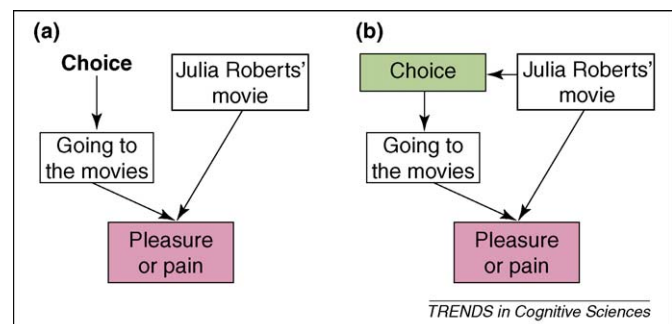 (a)
Choice
Julia Roberts'
movie
Going to
the movies
Pleasure
or pain
(b)
Choice
Julia Roberts'
movie
Going to
the movies
Pleasure
or pain
TRENDS in Cognitive Sciences